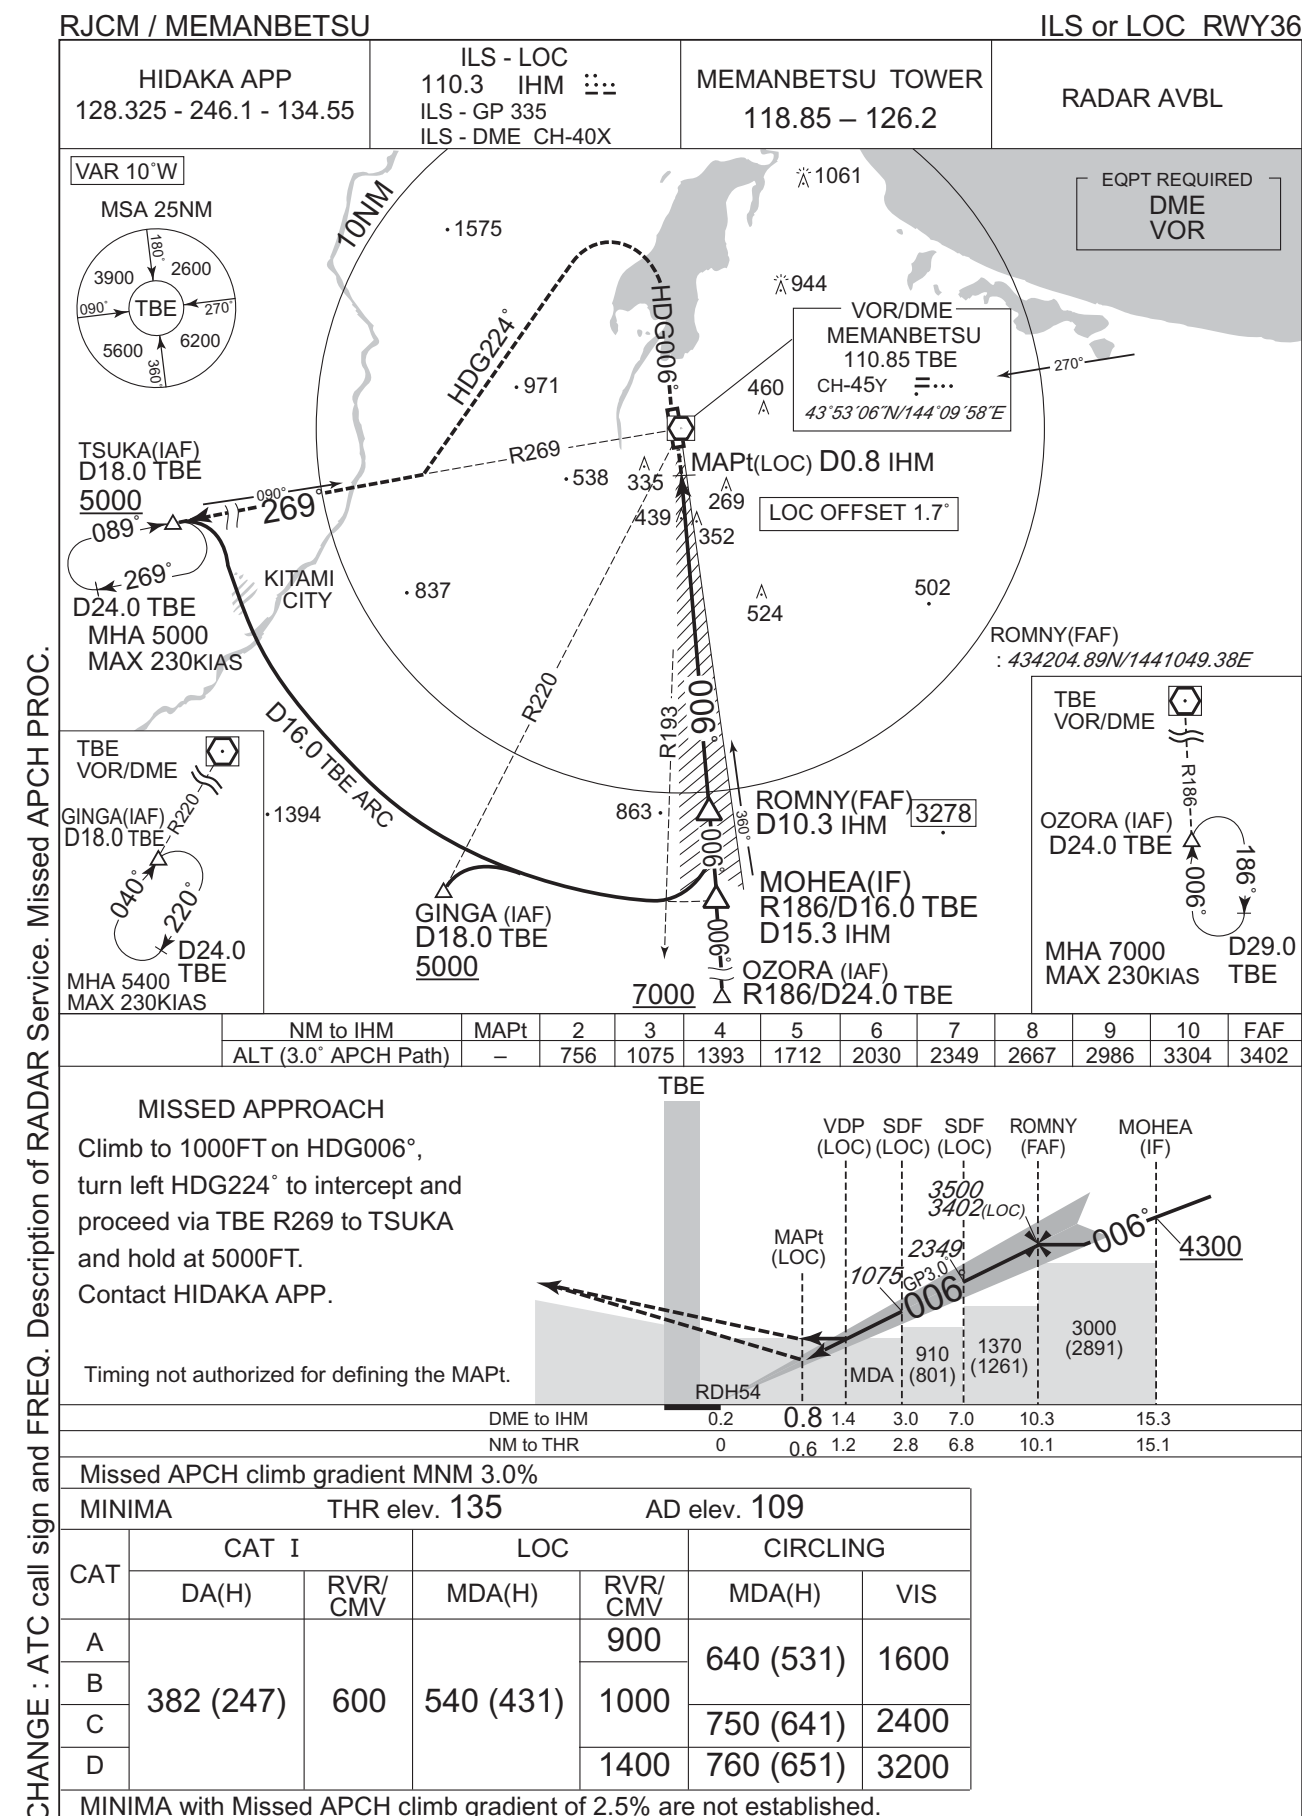 RJCM / MEMANBETSU
ILS or LOC RWY36
HIDAKA APP
128.325 - 246.1 - 134.55
ILS - LOC
110.3 IHM
ILS - GP 335
ILS - DME CH-40X
MEMANBETSU TOWER
118.85 – 126.2
RADAR AVBL
VAR 10°W
MSA 25NM
180°
3900
2600
090°
TBE
270°
5600
6200
360°
10NM
1575
1061
EQPT REQUIRED
DME
VOR
944
HDG224°
HDG006°
VOR/DME
MEMANBETSU
110.85 TBE
CH-45Y
43°53′06″N/144°09′58″E
270°
971
460
TSUKA(IAF)
D18.0 TBE
5000
089°
269°
D24.0 TBE
MHA 5000
MAX 230KIAS
090°
269°
R269
538
335
MAPt(LOC) D0.8 IHM
269
439
352
LOC OFFSET 1.7°
KITAMI
CITY
837
524
502
ROMNY(FAF)
: 434204.89N/1441049.38E
R220
R193
006°
D16.0 TBE ARC
TBE
VOR/DME
GINGA(IAF)
D18.0 TBE
R220
040°
220°
D24.0
TBE
MHA 5400
MAX 230KIAS
1394
863
ROMNY(FAF)
D10.3 IHM
3278
360°
006°
MOHEA(IF)
R186/D16.0 TBE
D15.3 IHM
GINGA (IAF)
D18.0 TBE
5000
006°
OZORA (IAF)
7000 R186/D24.0 TBE
TBE
VOR/DME
R186
OZORA (IAF)
D24.0 TBE
006°
186°
MHA 7000
MAX 230KIAS
D29.0
TBE
NM to IHM MAPt 2 3 4 5 6 7 8 9 10 FAF
ALT (3.0° APCH Path) – 756 1075 1393 1712 2030 2349 2667 2986 3304 3402
MISSED APPROACH
Climb to 1000FT on HDG006°,
turn left HDG224° to intercept and
proceed via TBE R269 to TSUKA
and hold at 5000FT.
Contact HIDAKA APP.
Timing not authorized for defining the MAPt.
TBE
VDP
(LOC)
SDF
(LOC)
SDF
(LOC)
ROMNY
(FAF)
MOHEA
(IF)
MAPt
(LOC)
3500
3402(LOC)
2349
1075
GP3.0°
006°
006°
4300
MDA
910
(801)
1370
(1261)
3000
(2891)
RDH54
DME to IHM 0.2 0.8 1.4 3.0 7.0 10.3 15.3
NM to THR 0 0.6 1.2 2.8 6.8 10.1 15.1
Missed APCH climb gradient MNM 3.0%
MINIMA THR elev. 135 AD elev. 109
CAT
CAT I
LOC
CIRCLING
DA(H)
RVR/
CMV
MDA(H)
RVR/
CMV
MDA(H)
VIS
A
B
C
D
382 (247)
600
540 (431)
900
1000
1400
640 (531) 1600
750 (641) 2400
760 (651) 3200
MINIMA with Missed APCH climb gradient of 2.5% are not established.
CHANGE : ATC call sign and FREQ. Description of RADAR Service. Missed APCH PROC.